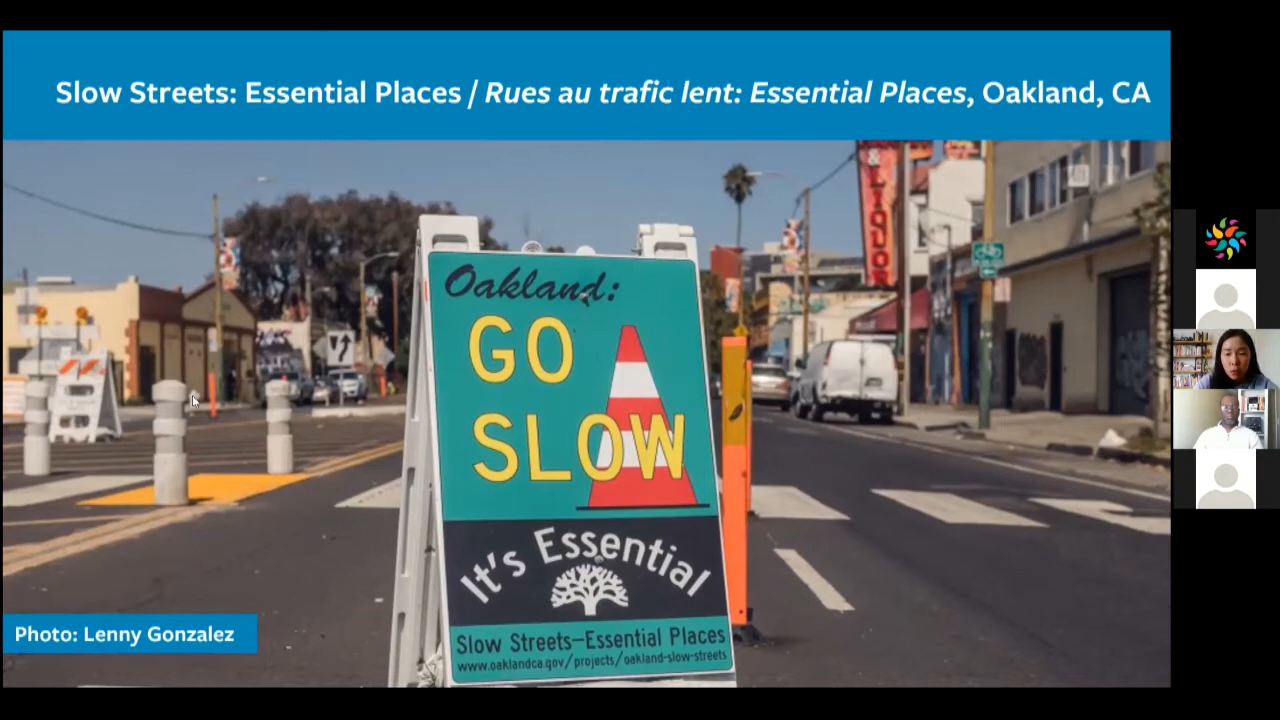 Slow Streets: Essential Places / Rues au trafic lent: Essential Places, Oakland, CA
& LIQUO
Oakland:
GO
SLOW
It's Essential
Slow Streets–Essential Places
www.oaklandca.gov/projects/oakland-slow-streets
Photo: Lenny Gonzalez